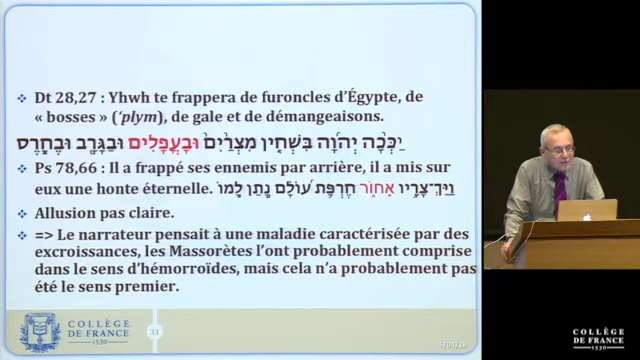 Dt 28,27 : Yhwh te frappera de furoncles d’Égypte, de
« bosses » (‘plym), de gale et de démangeaisons.
יַכְּכָ֨ה יְהוָ֜ה בִּשְׁחִ֤ין מִצְרַ֙יִם֙ וּבָעֳפָלִ֔ים וּבַגָּרָ֖ב וּבֶחָ֑רֶס
Ps 78,66 : Il a frappé ses ennemis par arrière, il a mis sur
eux une honte éternelle. וַיַּךְ־צָרָ֥יו אָח֑וֹר חֶרְפַּ֥ת ע֝וֹלָ֗ם נָ֣תַן לָֽמוֹ
Allusion pas claire.
=> Le narrateur pensait à une maladie caractérisée par des
excroissances, les Massorètes l’ont probablement comprise
dans le sens d’hémorroïdes, mais cela n’a probablement pas
été le sens premier.
COLLÈGE
DE FRANCE
1530
33
COLLÈGE
DE FRANCE
1530